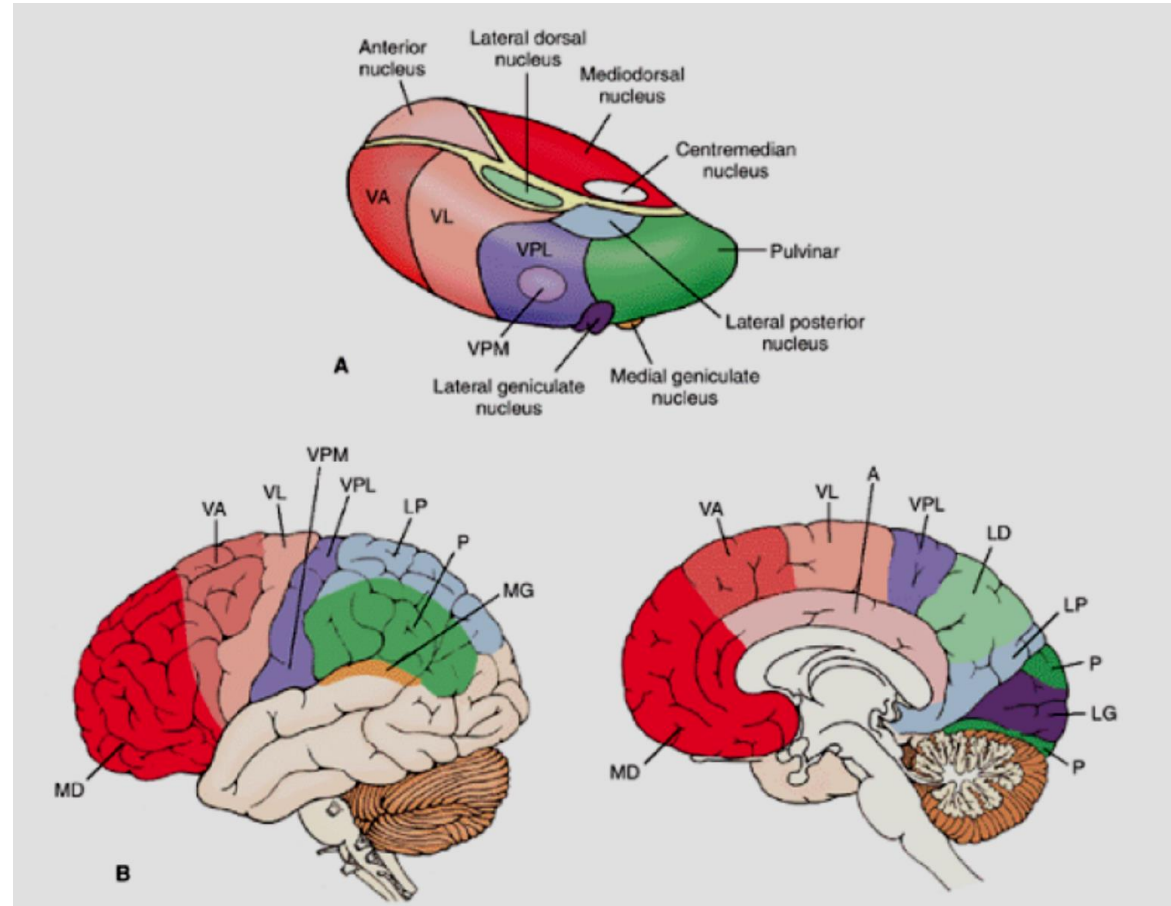 Anterior
nucleus
Lateral dorsal
nucleus
Mediodorsal
nucleus
Centremedian
nucleus
VA
VL
VPL
Pulvinar
VPM
Lateral geniculate
nucleus
Medial geniculate
nucleus
Lateral posterior
nucleus
A
VA
VL
VPM
VPL
LP
P
MG
MD
B
VA
VL
A
VPL
LD
LP
P
LG
P
MD